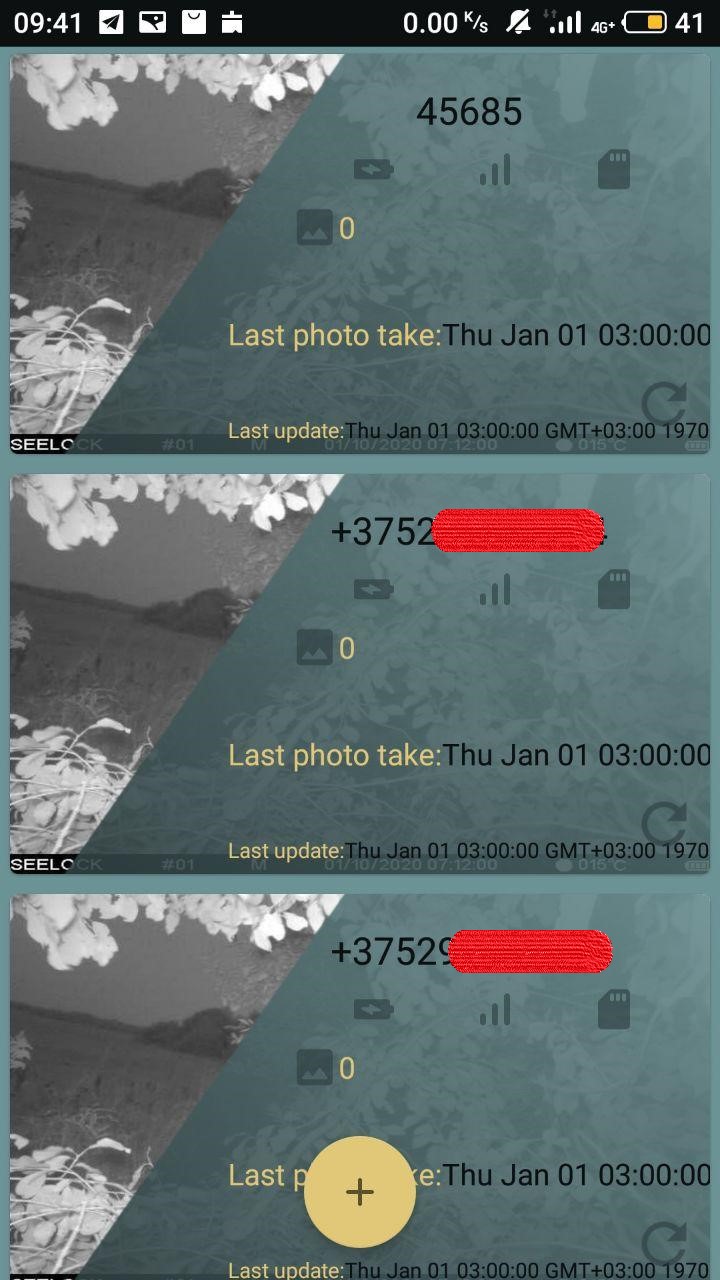 09:41 0.00 K/s 4G+ 41
45685
0
Last photo take:Thu Jan 01 03:00:00
Last update:Thu Jan 01 03:00:00 GMT+03:00 1970
SEELOCK #01 M 01/10/2020 07:12:00 015°C
+3752
0
Last photo take:Thu Jan 01 03:00:00
Last update:Thu Jan 01 03:00:00 GMT+03:00 1970
SEELOCK #01 M 01/10/2020 07:12:00 015°C
+37529
0
Last ke:Thu Jan 01 03:00:00
Last update:Thu Jan 01 03:00:00 GMT+03:00 1970